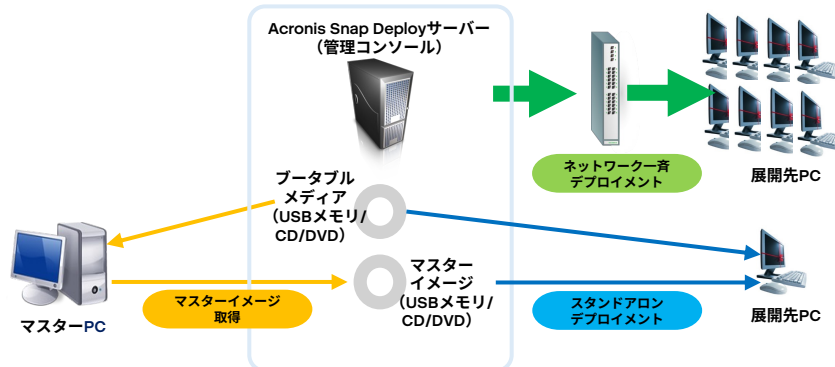 Acronis Snap Deployサーバー
（管理コンソール）
ネットワーク一斉
デプロイメント
展開先PC
ブータブル
メディア
（USBメモリ/
CD/DVD）
マスター
イメージ
（USBメモリ/
CD/DVD）
マスターPC
マスターイメージ
取得
スタンドアロン
デプロイメント
展開先PC